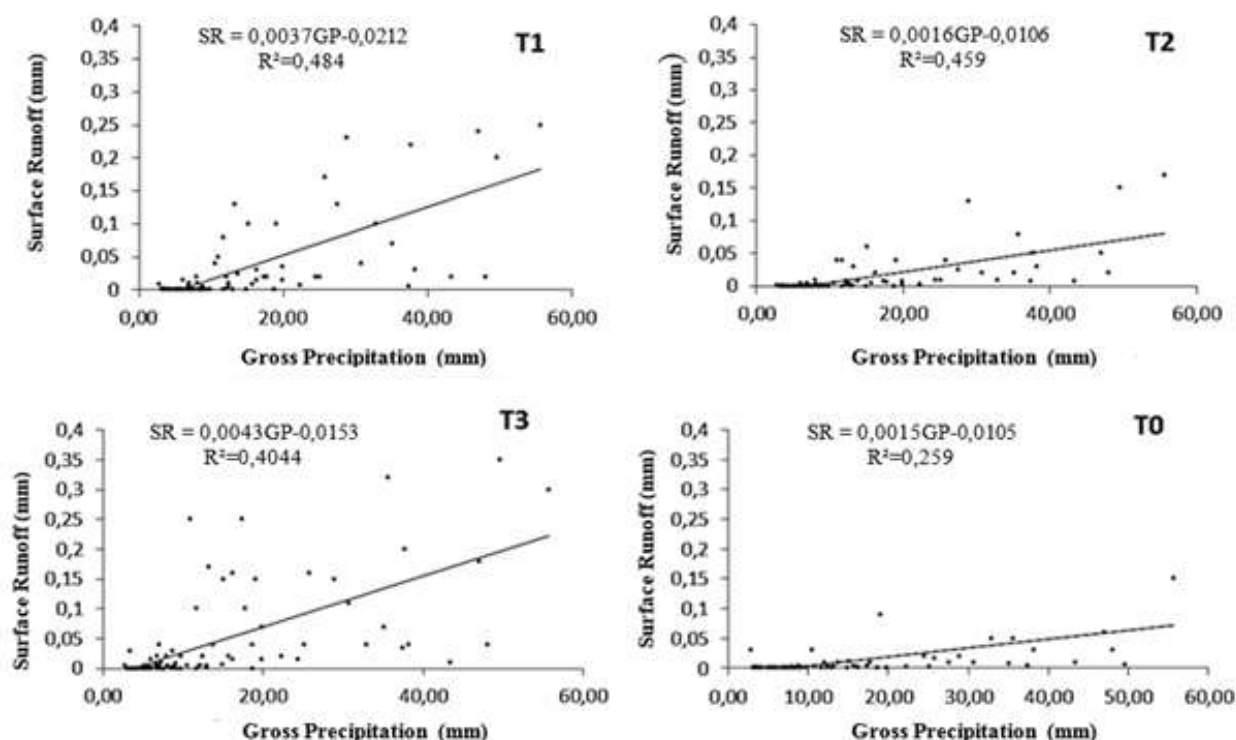 SR = 0,0037GP-0,0212
R²=0,484
T1
Surface Runoff (mm)
0,4
0,35
0,3
0,25
0,2
0,15
0,1
0,05
0
0,00 20,00 40,00 60,00
Gross Precipitation (mm)
SR = 0,0016GP-0,0106
R²=0,459
T2
Surface Runoff (mm)
0,4
0,35
0,3
0,25
0,2
0,15
0,1
0,05
0
0,00 20,00 40,00 60,00
Gross Precipitation (mm)
SR = 0,0043GP-0,0153
R²=0,4044
T3
Surface Runoff (mm)
0,4
0,35
0,3
0,25
0,2
0,15
0,1
0,05
0
0,00 20,00 40,00 60,00
Gross Precipitation (mm)
SR = 0,0015GP-0,0105
R²=0,259
T0
Surface Runoff (mm)
0,4
0,35
0,3
0,25
0,2
0,15
0,1
0,05
0
0,00 10,00 20,00 30,00 40,00 50,00 60,00
Gross Precipitation (mm)